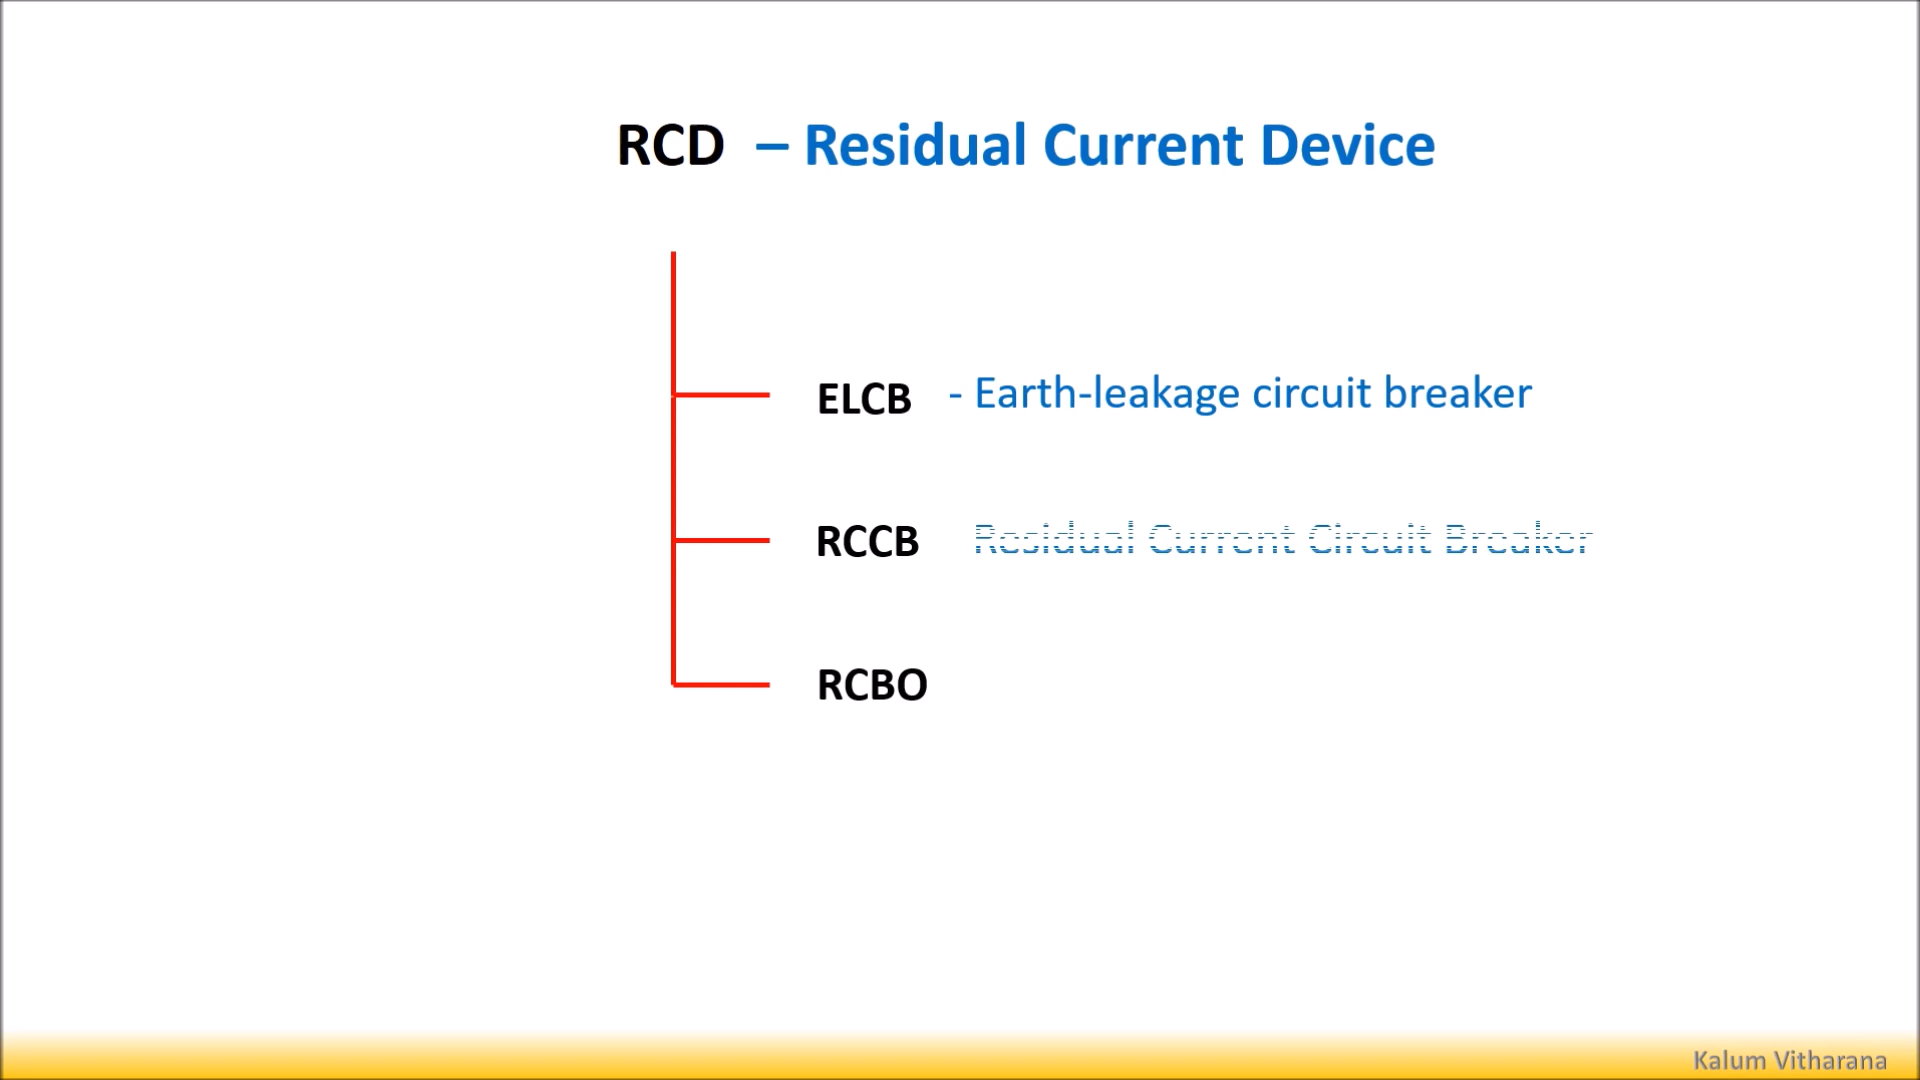 RCD – Residual Current Device
ELCB - Earth-leakage circuit breaker
RCCB Residual Current Circuit Breaker
RCBO
Kalum Vitharana